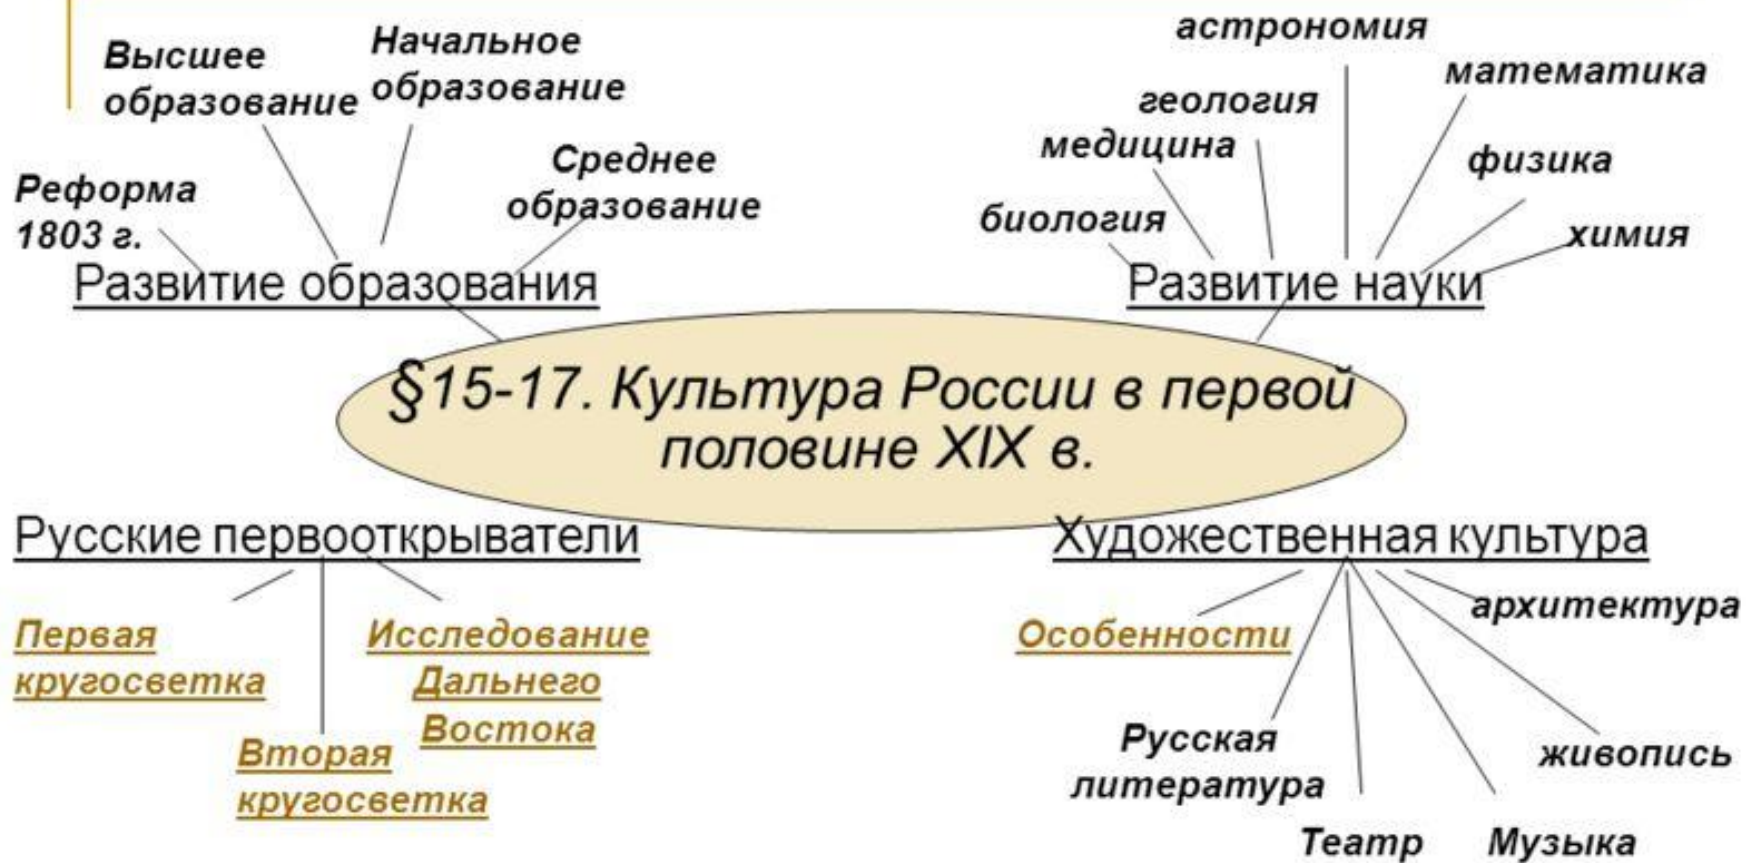 Высшее
образование
Начальное
образование
Среднее
образование
Реформа
1803 г.
Развитие образования
астрономия
математика
геология
медицина
физика
биология
химия
Развитие науки
§15-17. Культура России в первой
половине XIX в.
Русские первооткрыватели
Первая
кругосветка
Исследование
Дальнего
Востока
Вторая
кругосветка
Художественная культура
архитектура
Особенности
Русская
литература
живопись
Театр
Музыка